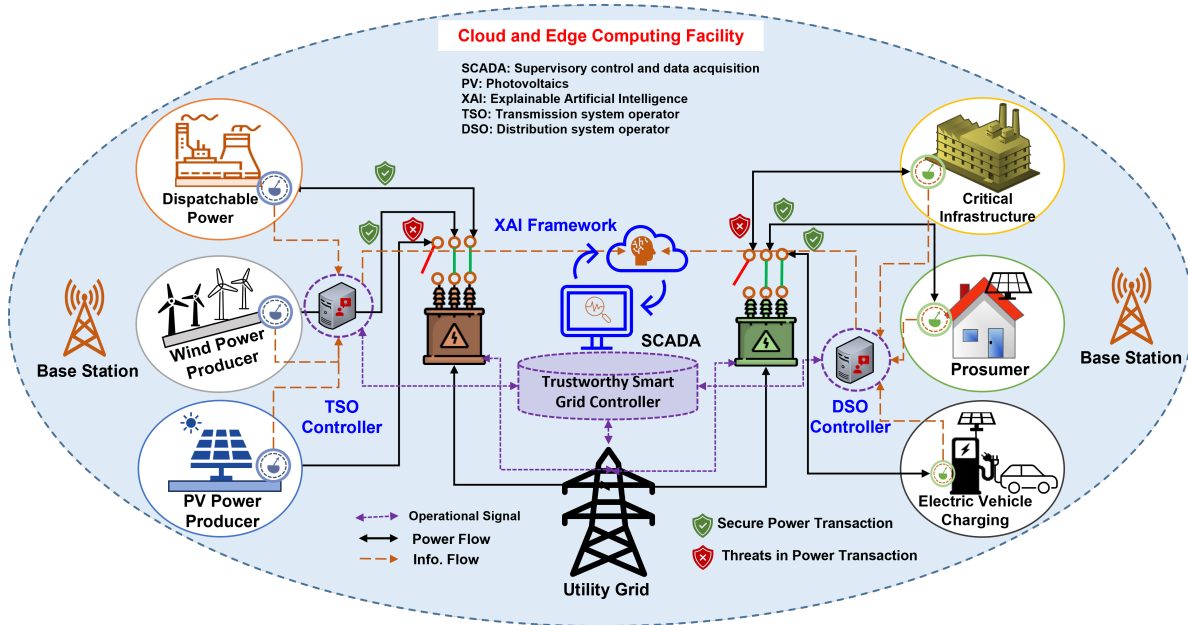 Cloud and Edge Computing Facility
SCADA: Supervisory control and data acquisition
PV: Photovoltaics
XAI: Explainable Artificial Intelligence
TSO: Transmission system operator
DSO: Distribution system operator
Dispatchable
Power
Critical
Infrastructure
XAI Framework
Wind Power
Producer
SCADA
Prosumer
Base Station
Base Station
Trustworthy Smart
Grid Controller
TSO
Controller
DSO
Controller
PV Power
Producer
Electric Vehicle
Charging
Operational Signal
Power Flow
Info. Flow
Secure Power Transaction
Threats in Power Transaction
Utility Grid